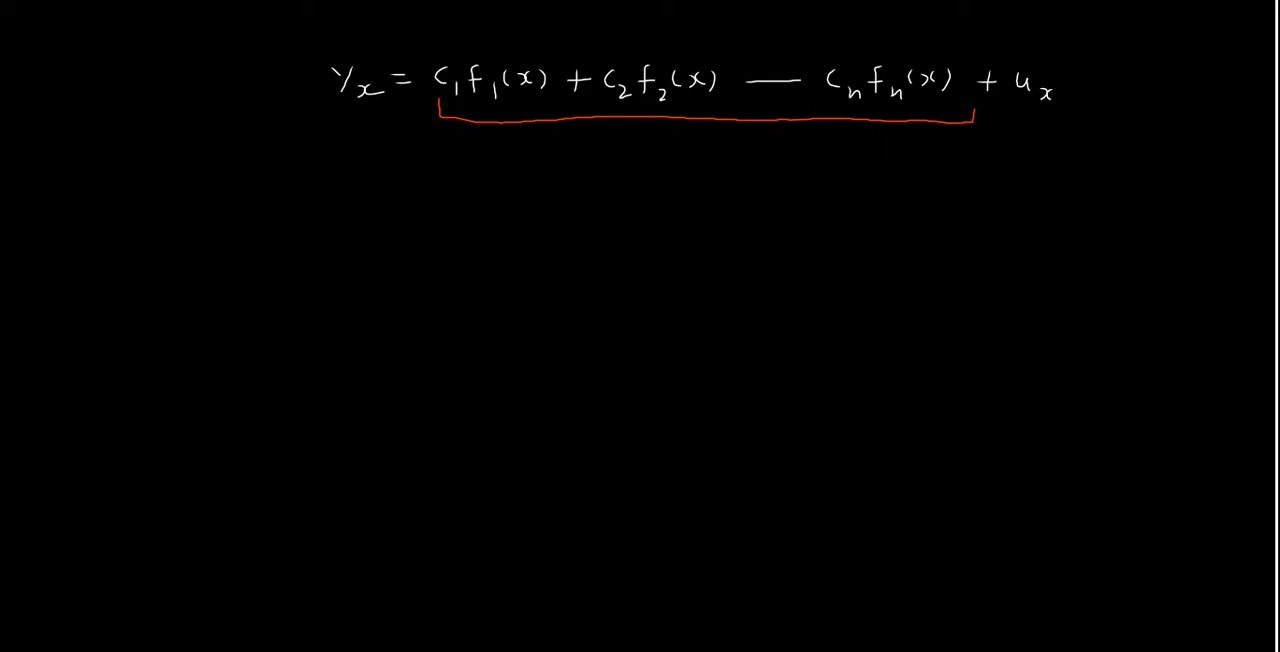 y_x = c_1 f_1(x) + c_2 f_2(x) — c_n f_n(x) + u_x